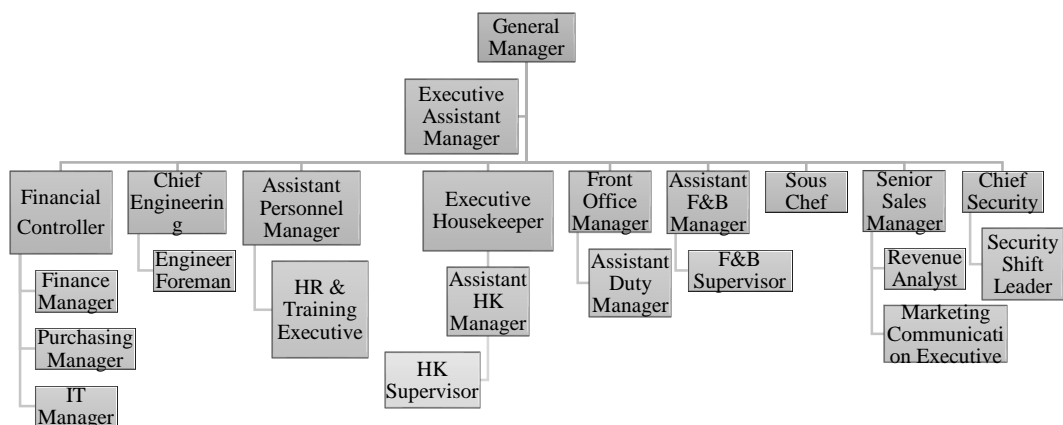 General
Manager
Executive
Assistant
Manager
Financial
Controller
Chief
Engineerin
g
Assistant
Personnel
Manager
Executive
Housekeeper
Front
Office
Manager
Assistant
F&B
Manager
Sous
Chef
Senior
Sales
Manager
Chief
Security
Finance
Manager
Purchasing
Manager
IT
Manager
Engineer
Foreman
HR &
Training
Executive
Assistant
HK
Manager
HK
Supervisor
Assistant
Duty
Manager
F&B
Supervisor
Revenue
Analyst
Marketing
Communicati
on Executive
Security
Shift
Leader